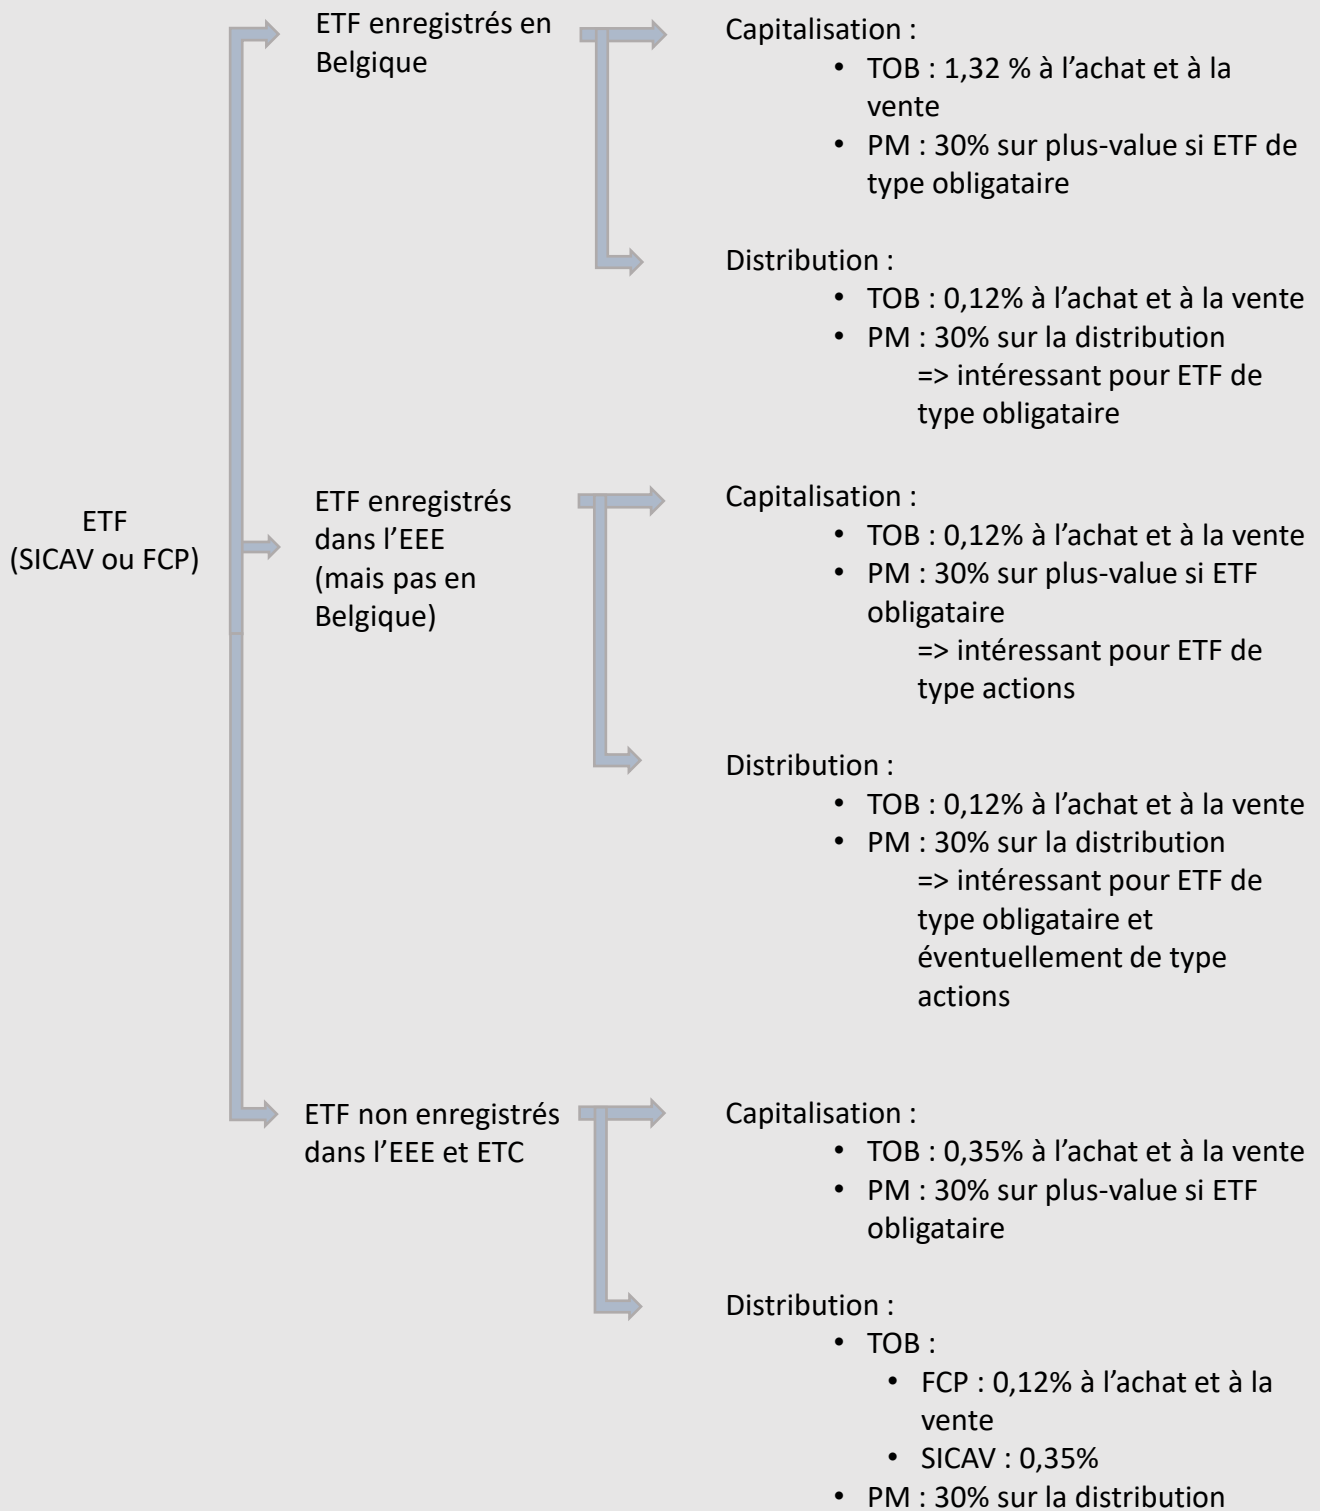 ETF
(SICAV ou FCP)
ETF enregistrés en
Belgique
Capitalisation :
• TOB : 1,32 % à l’achat et à la
vente
• PM : 30% sur plus-value si ETF de
type obligataire
Distribution :
• TOB : 0,12% à l’achat et à la vente
• PM : 30% sur la distribution
=> intéressant pour ETF de
type obligataire
ETF enregistrés
dans l’EEE
(mais pas en
Belgique)
Capitalisation :
• TOB : 0,12% à l’achat et à la vente
• PM : 30% sur plus-value si ETF
obligataire
=> intéressant pour ETF de
type actions
Distribution :
• TOB : 0,12% à l’achat et à la vente
• PM : 30% sur la distribution
=> intéressant pour ETF de
type obligataire et
éventuellement de type
actions
ETF non enregistrés
dans l’EEE et ETC
Capitalisation :
• TOB : 0,35% à l’achat et à la vente
• PM : 30% sur plus-value si ETF
obligataire
Distribution :
• TOB :
• FCP : 0,12% à l’achat et à la
vente
• SICAV : 0,35%
• PM : 30% sur la distribution